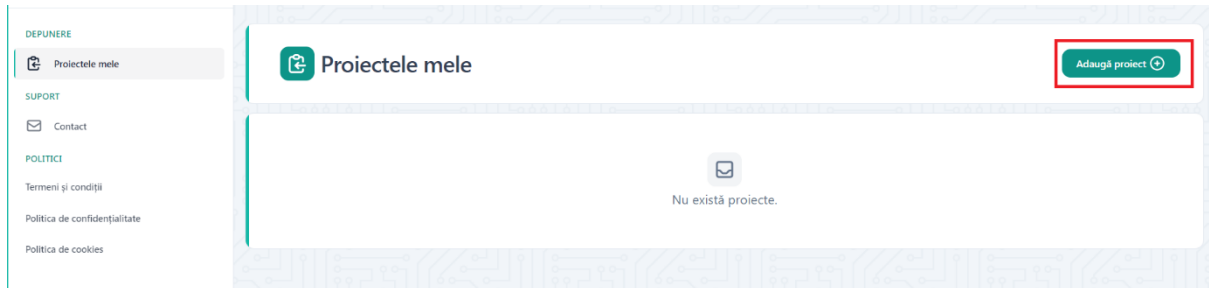 DEPUNERE
Proiectele mele
SUPORT
Contact
POLITICI
Termeni și condiții
Politica de confidențialitate
Politica de cookies
Proiectele mele
Adaugă proiect
Nu există proiecte.